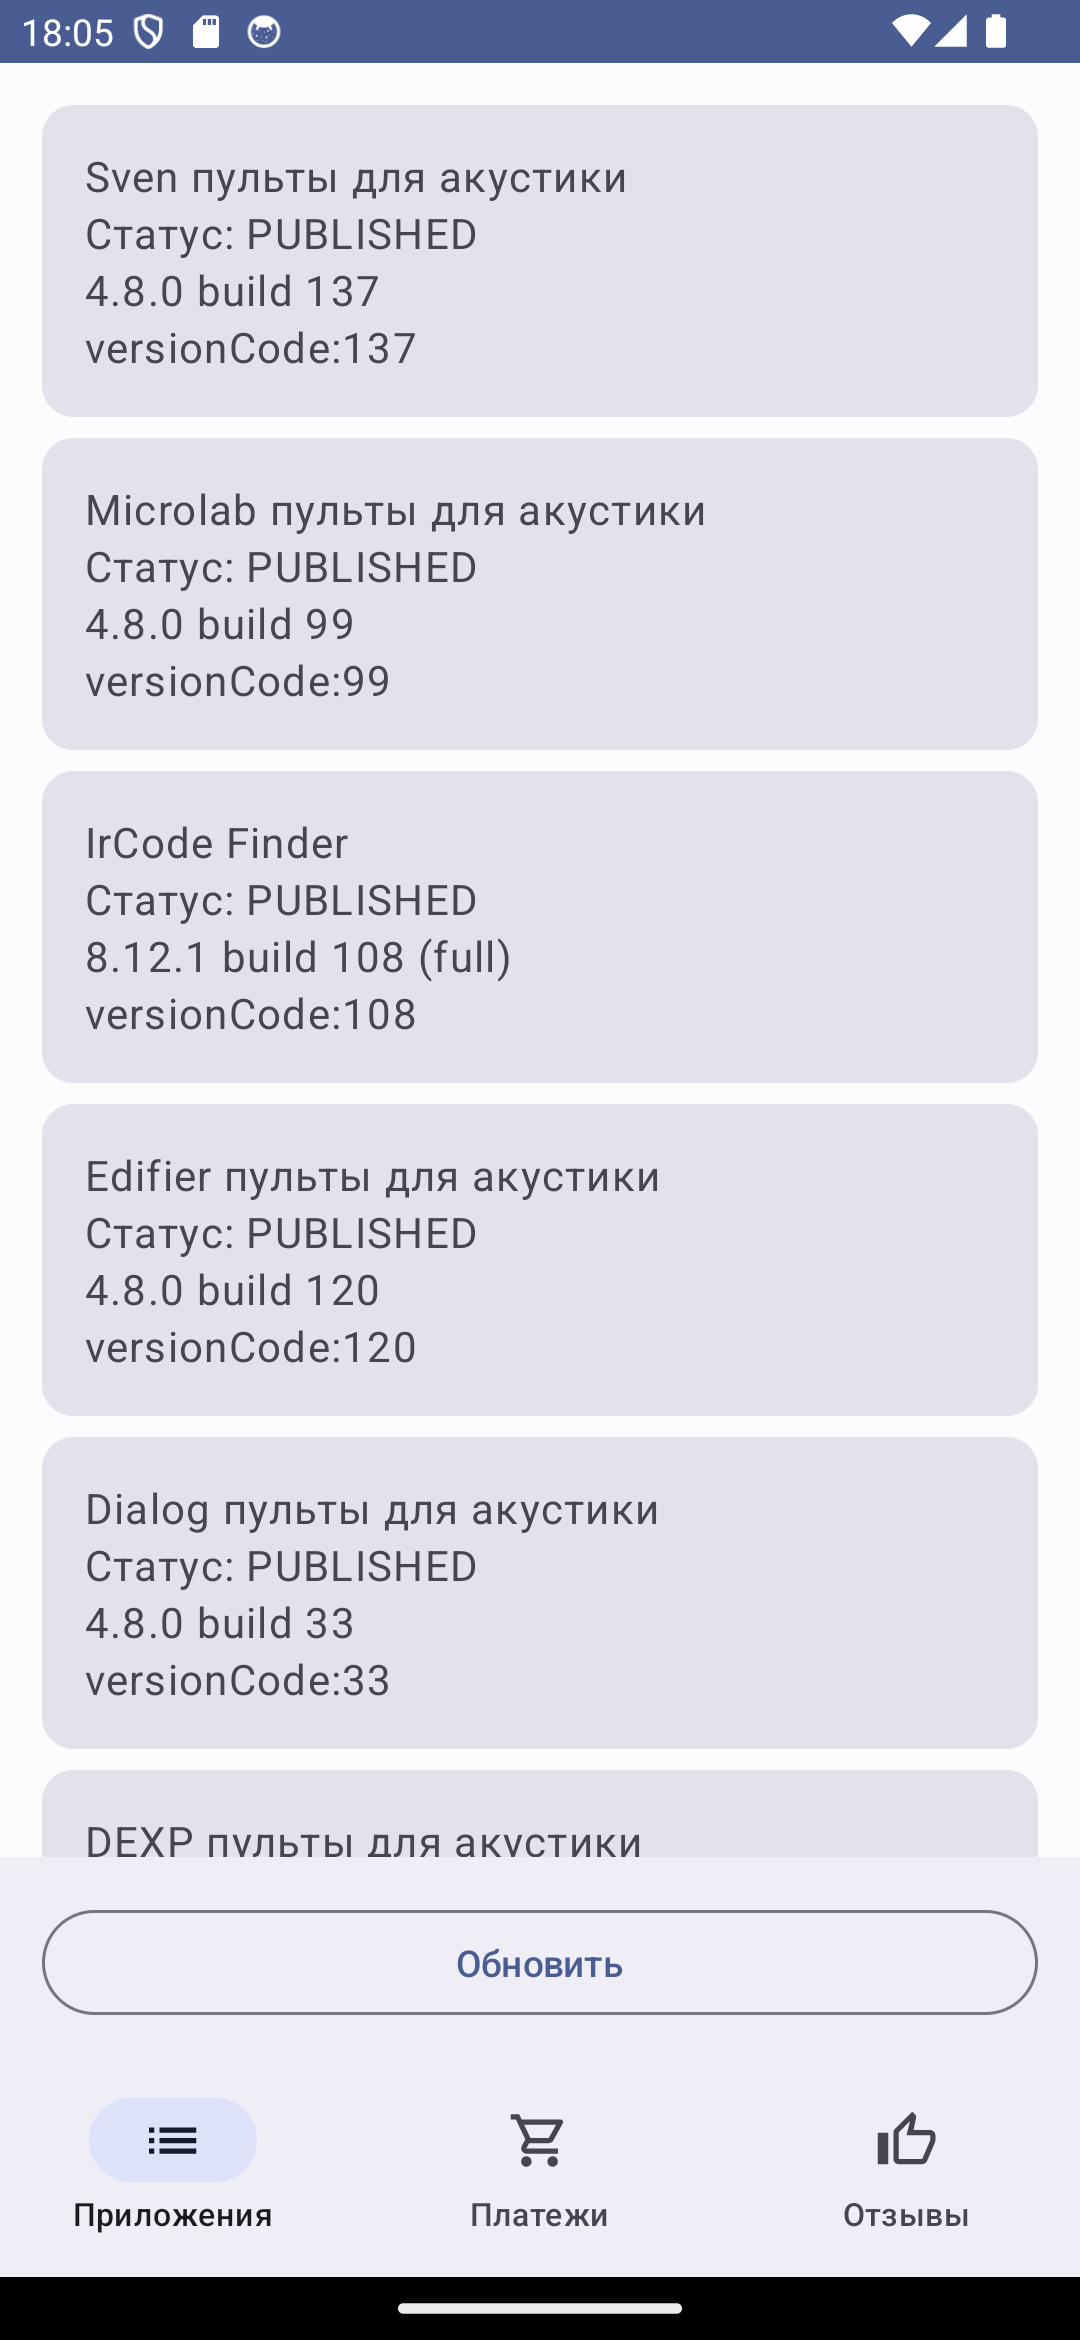 18:05
Sven пульты для акустики
Статус: PUBLISHED
4.8.0 build 137
versionCode:137
Microlab пульты для акустики
Статус: PUBLISHED
4.8.0 build 99
versionCode:99
IrCode Finder
Статус: PUBLISHED
8.12.1 build 108 (full)
versionCode:108
Edifier пульты для акустики
Статус: PUBLISHED
4.8.0 build 120
versionCode:120
Dialog пульты для акустики
Статус: PUBLISHED
4.8.0 build 33
versionCode:33
DEXP пульты для акустики
Обновить
Приложения
Платежи
Отзывы